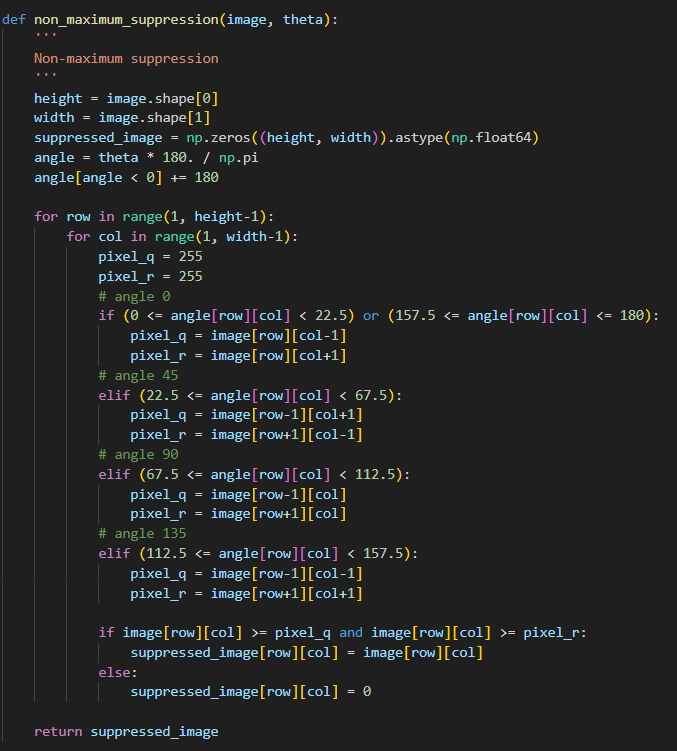 def non_maximum_suppression(image, theta):
    '''
    Non-maximum suppression
    '''
    height = image.shape[0]
    width = image.shape[1]
    suppressed_image = np.zeros((height, width)).astype(np.float64)
    angle = theta * 180. / np.pi
    angle[angle < 0] += 180

    for row in range(1, height-1):
        for col in range(1, width-1):
            pixel_q = 255
            pixel_r = 255
            # angle 0
            if (0 <= angle[row][col] < 22.5) or (157.5 <= angle[row][col] <= 180):
                pixel_q = image[row][col-1]
                pixel_r = image[row][col+1]
            # angle 45
            elif (22.5 <= angle[row][col] < 67.5):
                pixel_q = image[row-1][col+1]
                pixel_r = image[row+1][col-1]
            # angle 90
            elif (67.5 <= angle[row][col] < 112.5):
                pixel_q = image[row-1][col]
                pixel_r = image[row+1][col]
            # angle 135
            elif (112.5 <= angle[row][col] < 157.5):
                pixel_q = image[row-1][col-1]
                pixel_r = image[row+1][col+1]

            if image[row][col] >= pixel_q and image[row][col] >= pixel_r:
                suppressed_image[row][col] = image[row][col]
            else:
                suppressed_image[row][col] = 0

    return suppressed_image